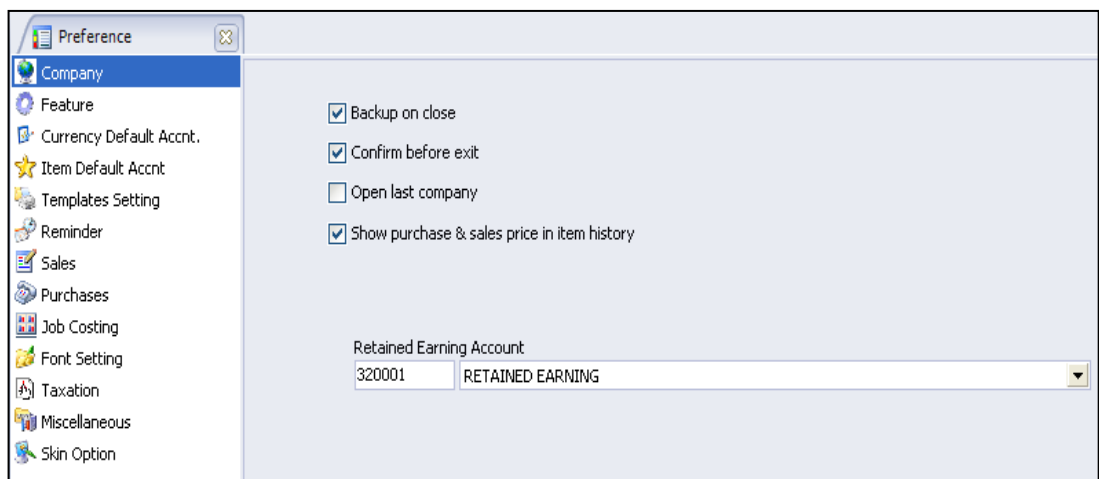 Preference
Company
Feature
Currency Default Accnt.
Item Default Accnt
Templates Setting
Reminder
Sales
Purchases
Job Costing
Font Setting
Taxation
Miscellaneous
Skin Option
Backup on close
Confirm before exit
Open last company
Show purchase & sales price in item history
Retained Earning Account
320001 RETAINED EARNING